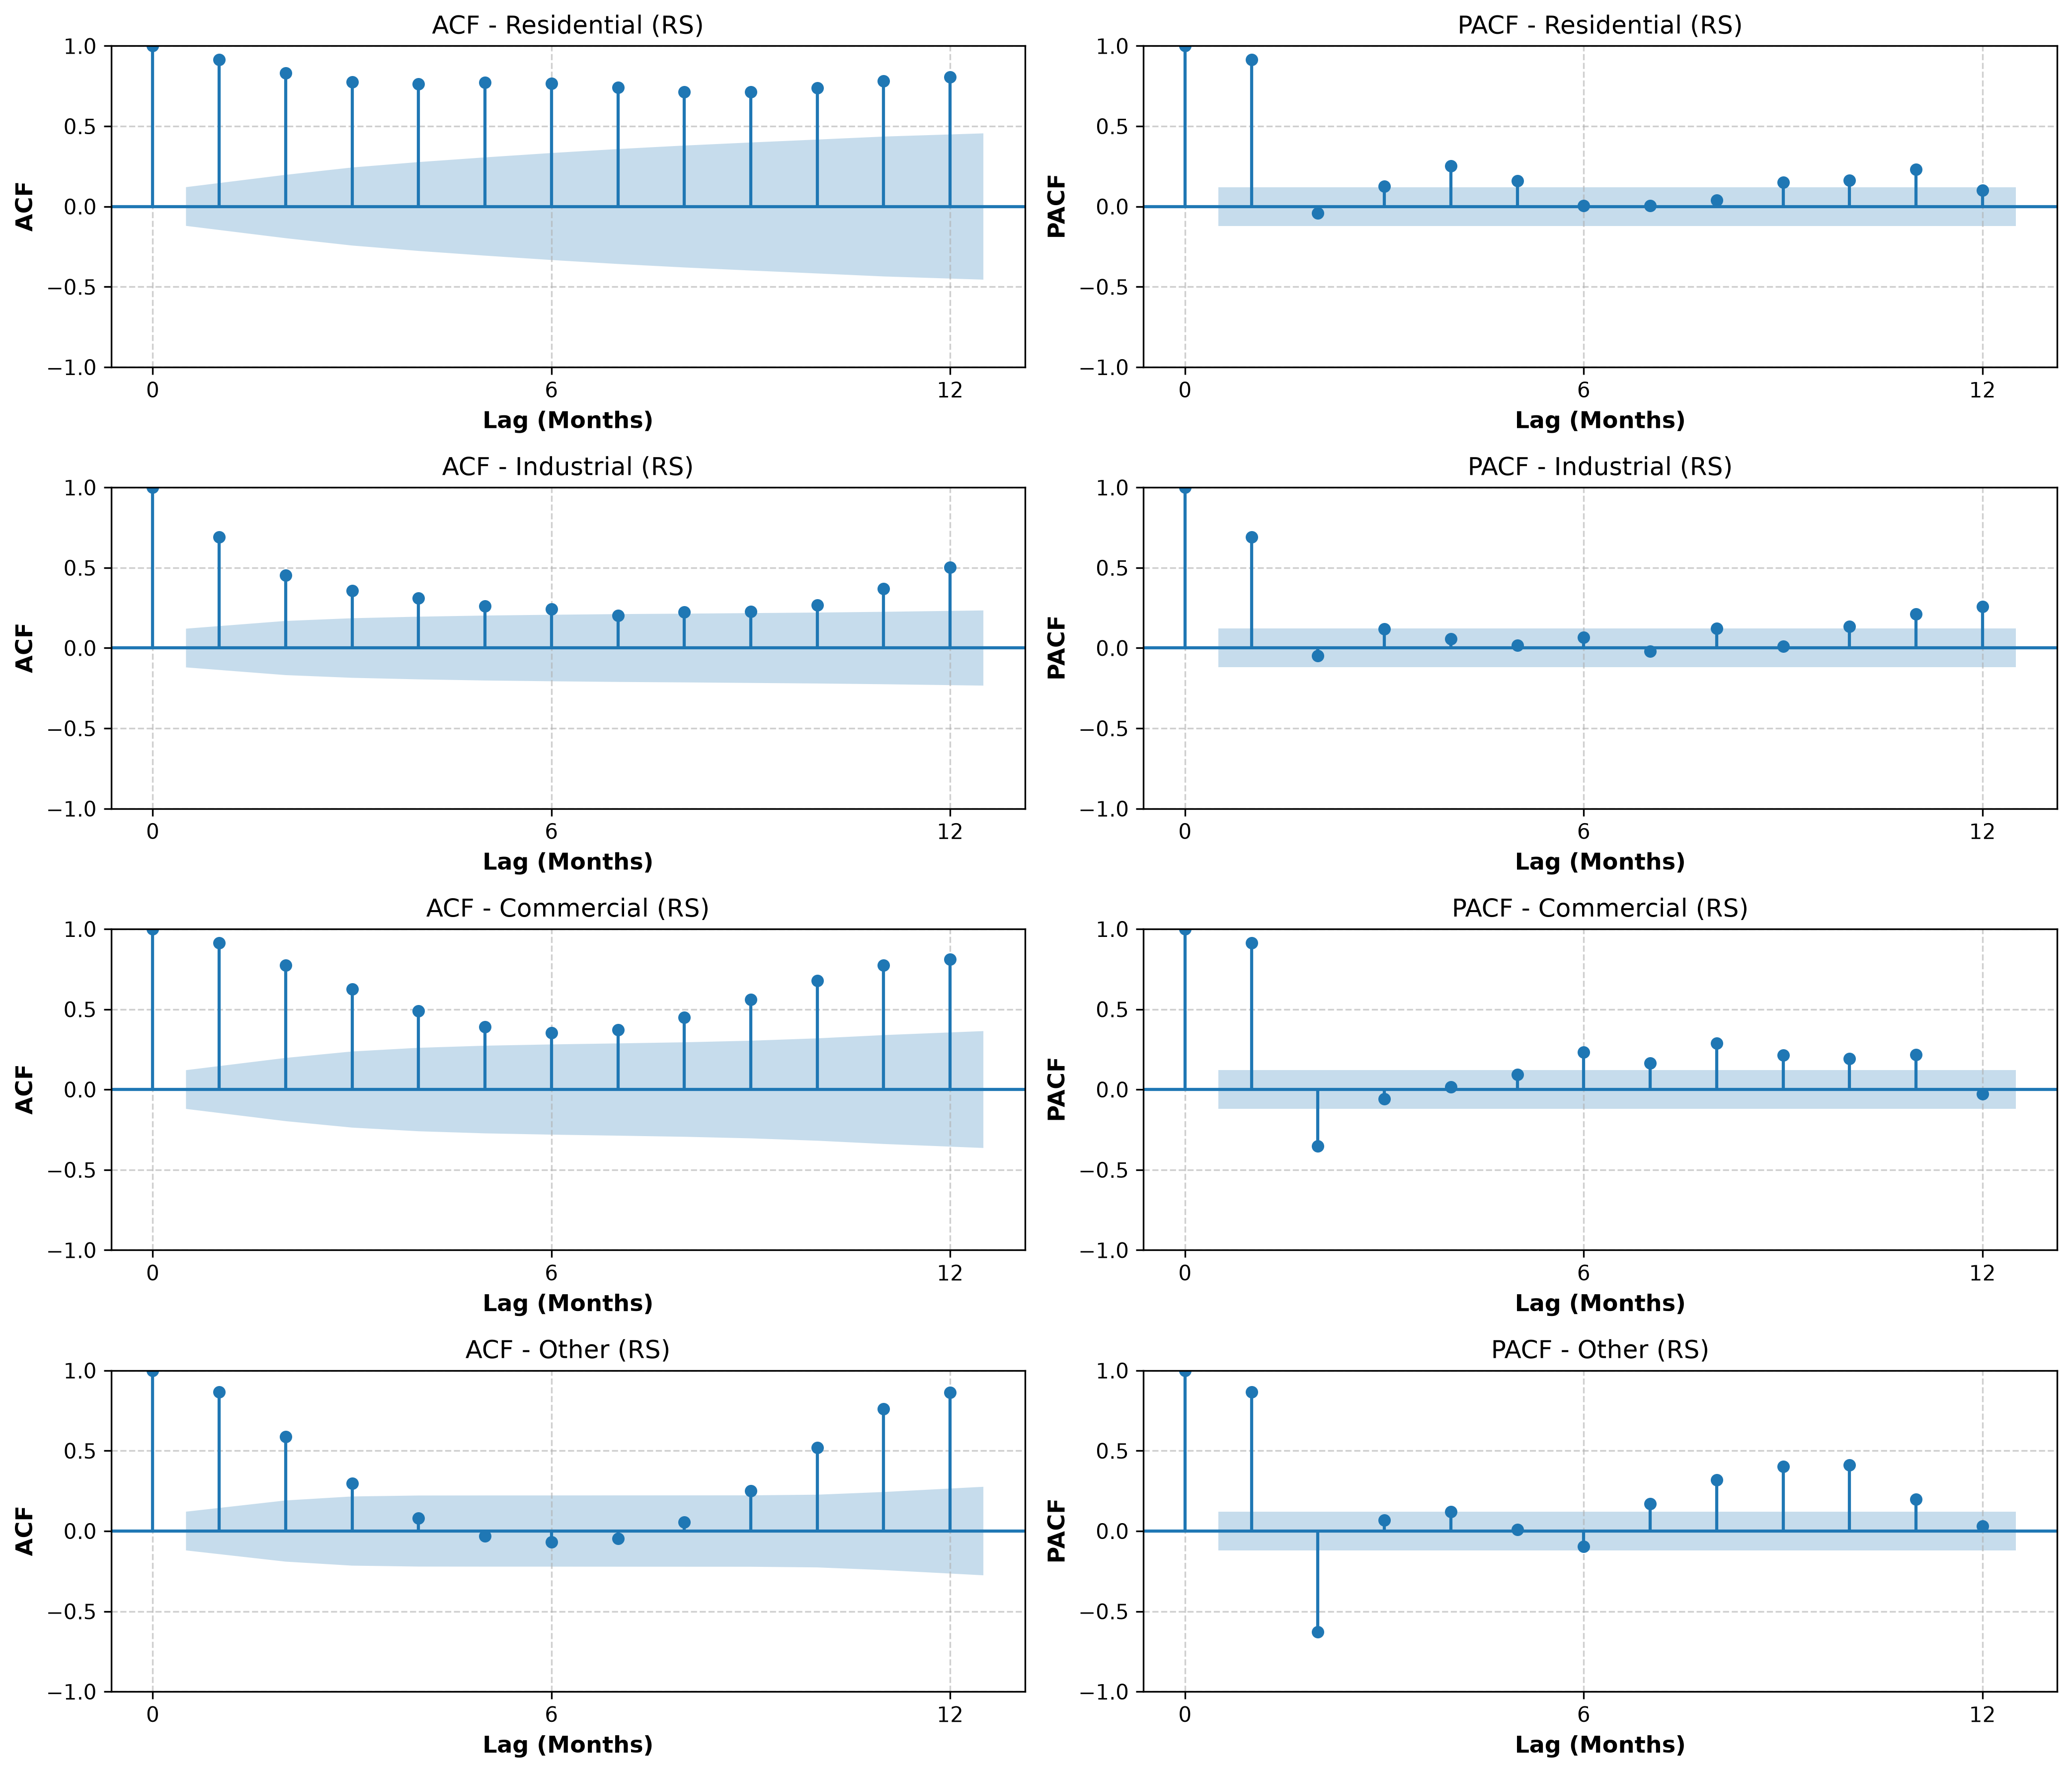 ACF - Residential (RS)
1.0
0.5
0.0
−0.5
−1.0
ACF
0
6
12
Lag (Months)
PACF - Residential (RS)
1.0
0.5
0.0
−0.5
−1.0
PACF
0
6
12
Lag (Months)
ACF - Industrial (RS)
1.0
0.5
0.0
−0.5
−1.0
ACF
0
6
12
Lag (Months)
PACF - Industrial (RS)
1.0
0.5
0.0
−0.5
−1.0
PACF
0
6
12
Lag (Months)
ACF - Commercial (RS)
1.0
0.5
0.0
−0.5
−1.0
ACF
0
6
12
Lag (Months)
PACF - Commercial (RS)
1.0
0.5
0.0
−0.5
−1.0
PACF
0
6
12
Lag (Months)
ACF - Other (RS)
1.0
0.5
0.0
−0.5
−1.0
ACF
0
6
12
Lag (Months)
PACF - Other (RS)
1.0
0.5
0.0
−0.5
−1.0
PACF
0
6
12
Lag (Months)